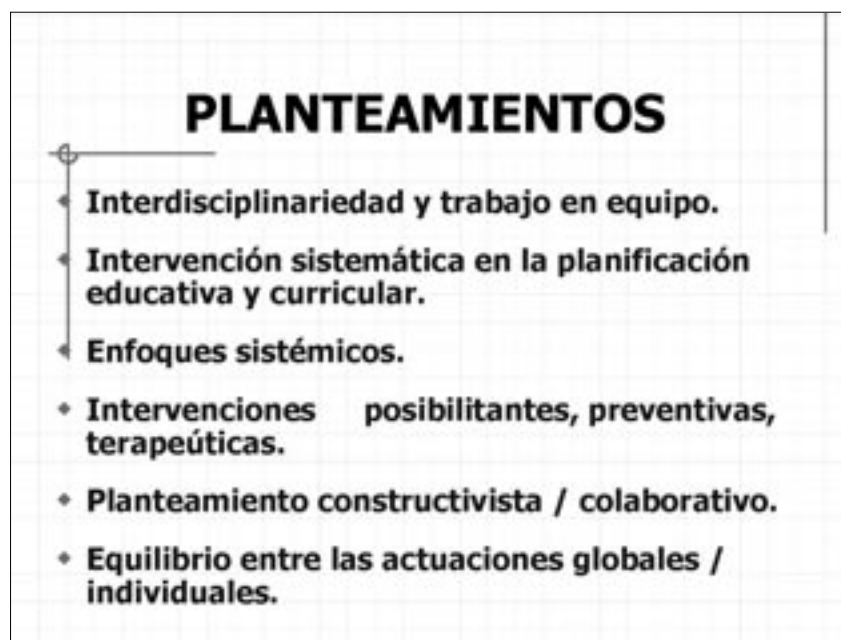 PLANTEAMIENTOS
Interdisciplinariedad y trabajo en equipo.
Intervención sistemática en la planificación
educativa y curricular.
Enfoques sistémicos.
Intervenciones posibilitantes, preventivas,
terapeúticas.
Planteamiento constructivista / colaborativo.
Equilibrio entre las actuaciones globales /
individuales.